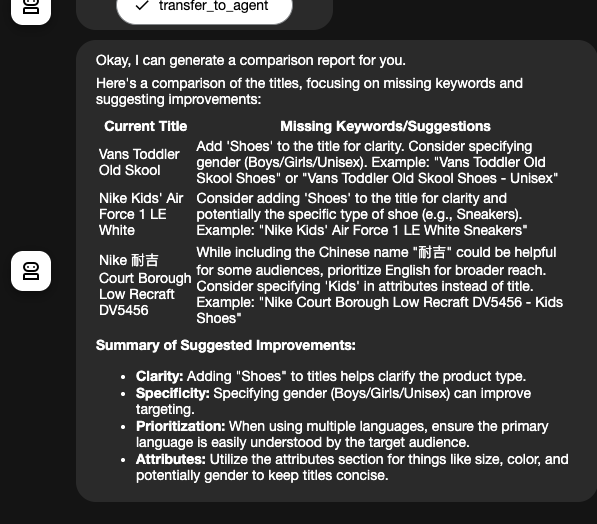 transfer_to_agent
Okay, I can generate a comparison report for you.
Here's a comparison of the titles, focusing on missing keywords and
suggesting improvements:
Current Title Missing Keywords/Suggestions
Vans Toddler
Old Skool
Add 'Shoes' to the title for clarity. Consider specifying
gender (Boys/Girls/Unisex). Example: "Vans Toddler Old
Skool Shoes" or "Vans Toddler Old Skool Shoes - Unisex"
Nike Kids' Air
Force 1 LE
White
Consider adding 'Shoes' to the title for clarity and
potentially the specific type of shoe (e.g., Sneakers).
Example: "Nike Kids' Air Force 1 LE White Sneakers"
Nike 耐吉
Court Borough
Low Recraft
DV5456
While including the Chinese name "耐吉" could be helpful
for some audiences, prioritize English for broader reach.
Consider specifying 'Kids' in attributes instead of title.
Example: "Nike Court Borough Low Recraft DV5456 - Kids
Shoes"
Summary of Suggested Improvements:
• Clarity: Adding "Shoes" to titles helps clarify the product type.
• Specificity: Specifying gender (Boys/Girls/Unisex) can improve
targeting.
• Prioritization: When using multiple languages, ensure the primary
language is easily understood by the target audience.
• Attributes: Utilize the attributes section for things like size, color, and
potentially gender to keep titles concise.